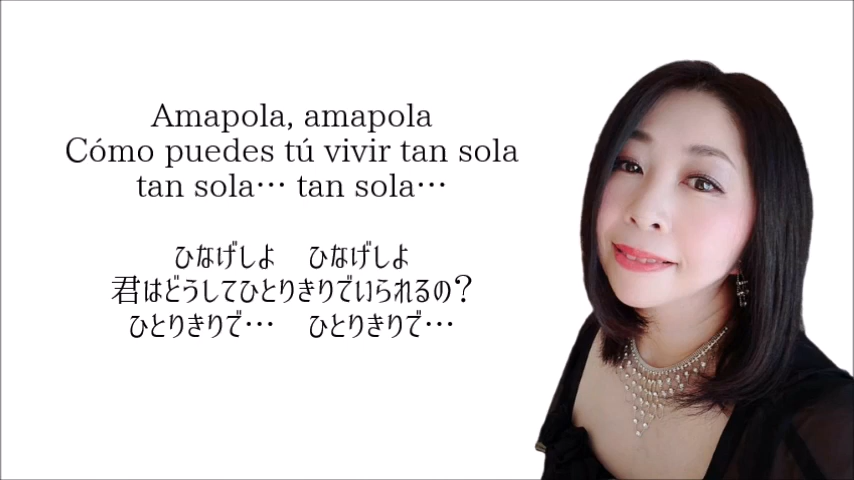 Amapola, amapola
Cómo puedes tú vivir tan sola
tan sola… tan sola…
ひなげしよ　ひなげしよ
君はどうしてひとりきりでいられるの?
ひとりきりで…　ひとりきりで…